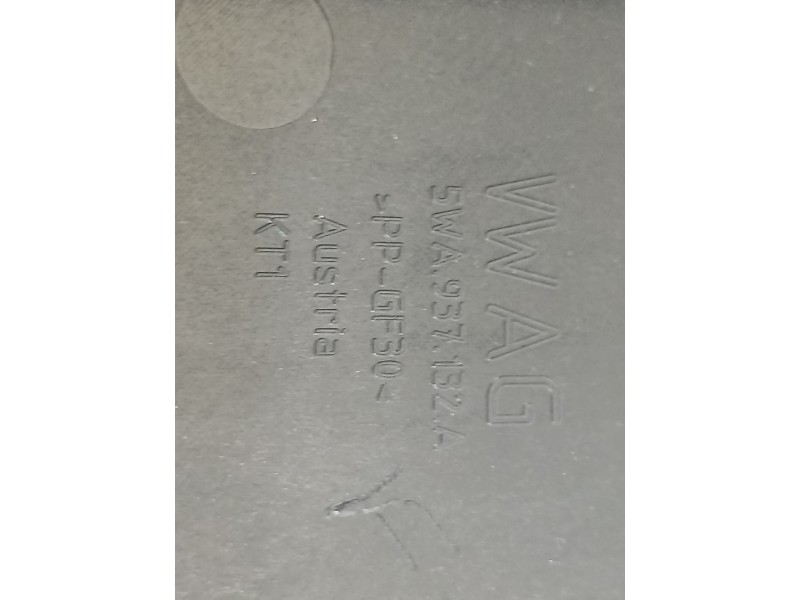 VW AG
5WA.937.132.A
>PP-GF30<
Austria
KT1